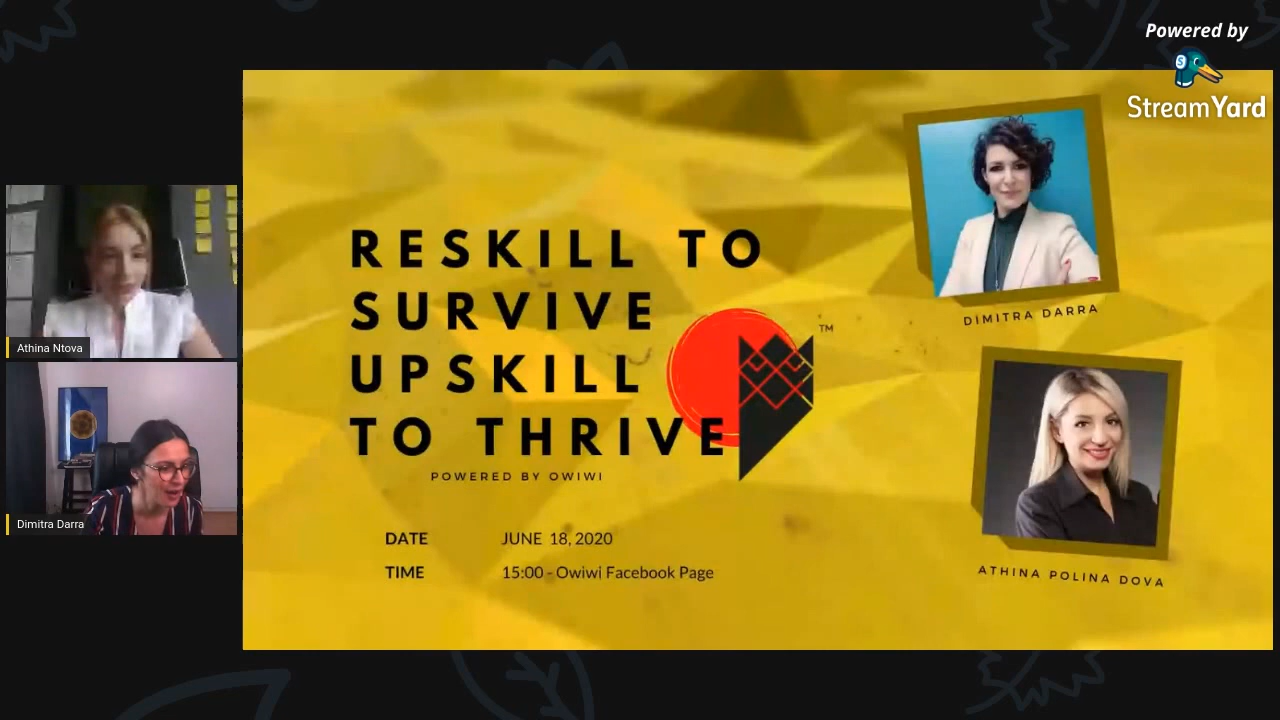 Powered by
StreamYard
RESKILL TO
SURVIVE
UPSKILL
TO THRIVE
TM
POWERED BY OWIWI
DATE JUNE 18, 2020
TIME 15:00 - Owiwi Facebook Page
DIMITRA DARRA
ATHINA POLINA DOVA
Athina Ntova
Dimitra Darra